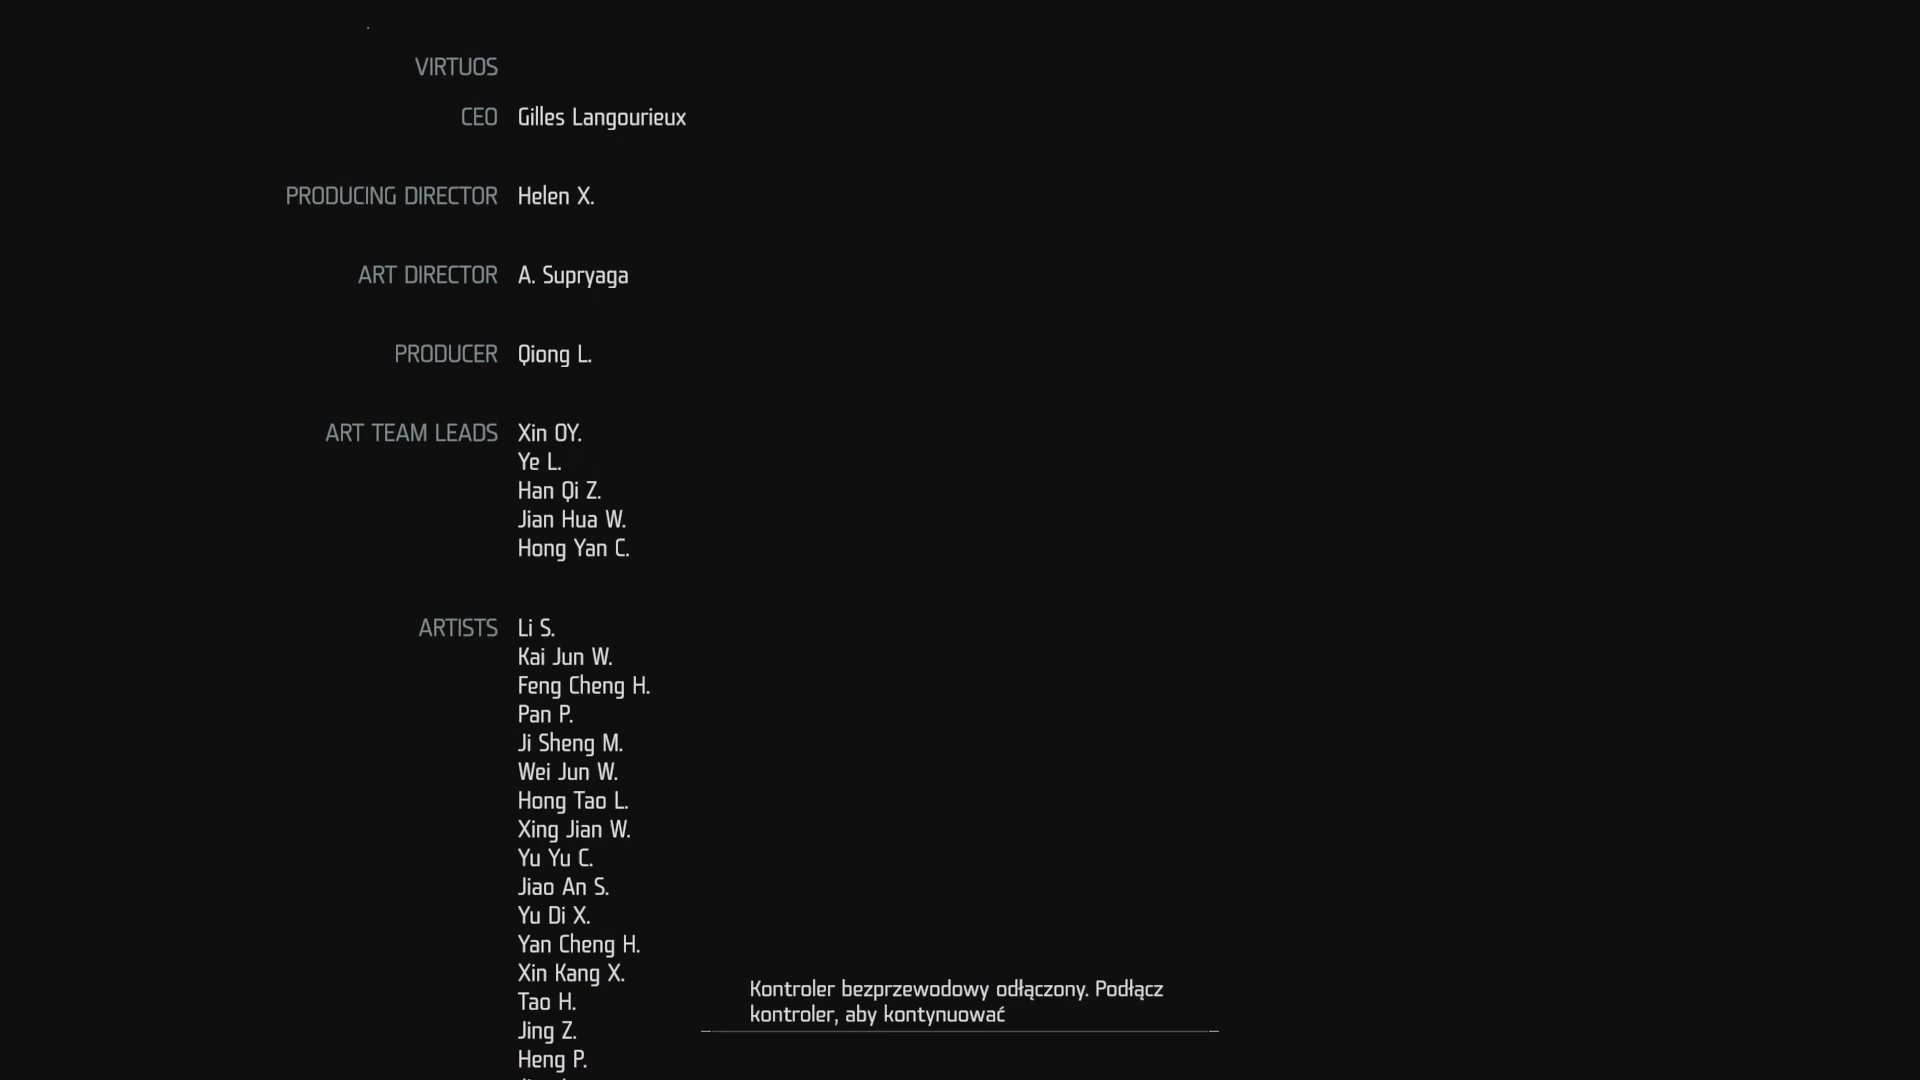 VIRTUOS
CEO Gilles Langourieux
PRODUCING DIRECTOR Helen X.
ART DIRECTOR A. Supryaga
PRODUCER Qiong L.
ART TEAM LEADS Xin OY.
Ye L.
Han Qi Z.
Jian Hua W.
Hong Yan C.
ARTISTS Li S.
Kai Jun W.
Feng Cheng H.
Pan P.
Ji Sheng M.
Wei Jun W.
Hong Tao L.
Xing Jian W.
Yu Yu C.
Jiao An S.
Yu Di X.
Yan Cheng H.
Xin Kang X.
Tao H.
Jing Z.
Heng P.
Kontroler bezprzewodowy odłączony. Podłącz
kontroler, aby kontynuować